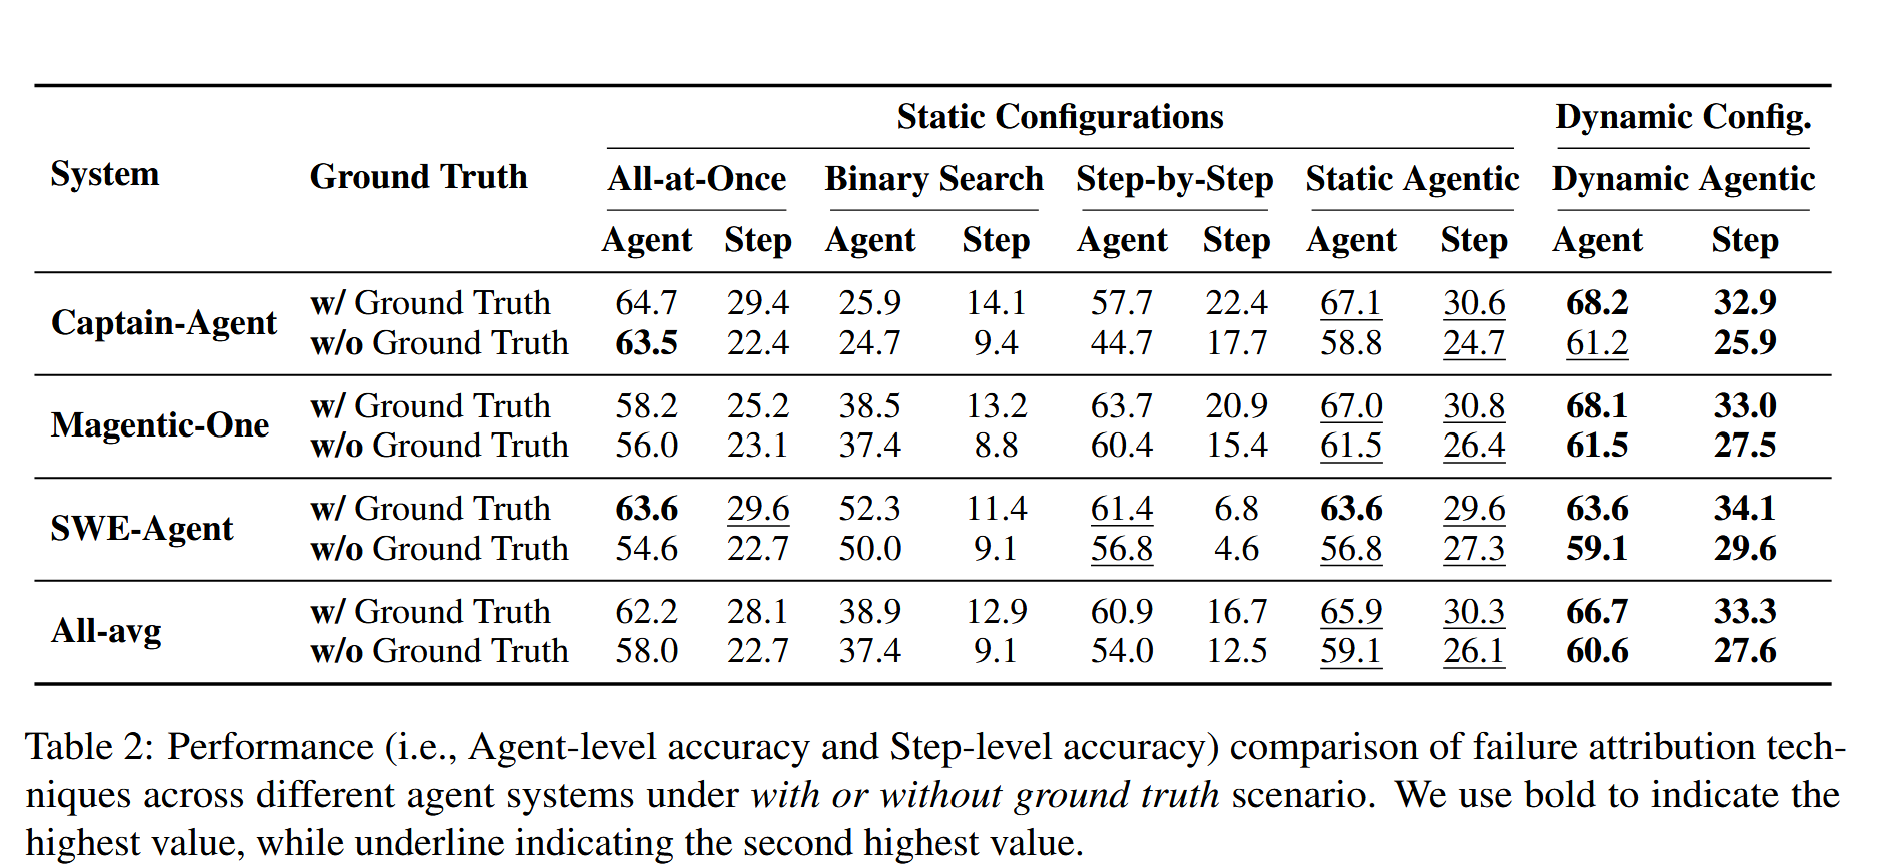 Static Configurations Dynamic Config.
System Ground Truth All-at-Once Binary Search Step-by-Step Static Agentic Dynamic Agentic
Agent Step Agent Step Agent Step Agent Step Agent Step
Captain-Agent w/ Ground Truth 64.7 29.4 25.9 14.1 57.7 22.4 67.1 30.6 68.2 32.9
w/o Ground Truth 63.5 22.4 24.7 9.4 44.7 17.7 58.8 24.7 61.2 25.9
Magentic-One w/ Ground Truth 58.2 25.2 38.5 13.2 63.7 20.9 67.0 30.8 68.1 33.0
w/o Ground Truth 56.0 23.1 37.4 8.8 60.4 15.4 61.5 26.4 61.5 27.5
SWE-Agent w/ Ground Truth 63.6 29.6 52.3 11.4 61.4 6.8 63.6 29.6 63.6 34.1
w/o Ground Truth 54.6 22.7 50.0 9.1 56.8 4.6 56.8 27.3 59.1 29.6
All-avg w/ Ground Truth 62.2 28.1 38.9 12.9 60.9 16.7 65.9 30.3 66.7 33.3
w/o Ground Truth 58.0 22.7 37.4 9.1 54.0 12.5 59.1 26.1 60.6 27.6
Table 2: Performance (i.e., Agent-level accuracy and Step-level accuracy) comparison of failure attribution tech-
niques across different agent systems under with or without ground truth scenario. We use bold to indicate the
highest value, while underline indicating the second highest value.